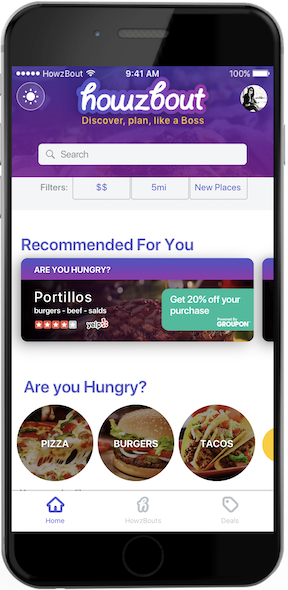 HowzBout 9:41 AM 100%
howzbout
Discover, plan, like a Boss
Search
Filters: $$ 5mi New Places
Recommended For You
ARE YOU HUNGRY?
Portillos
burgers - beef - salds
yelp
Get 20% off your
purchase
Powered By
GROUPON
Are you Hungry?
PIZZA BURGERS TACOS
Home HowzBouts Deals